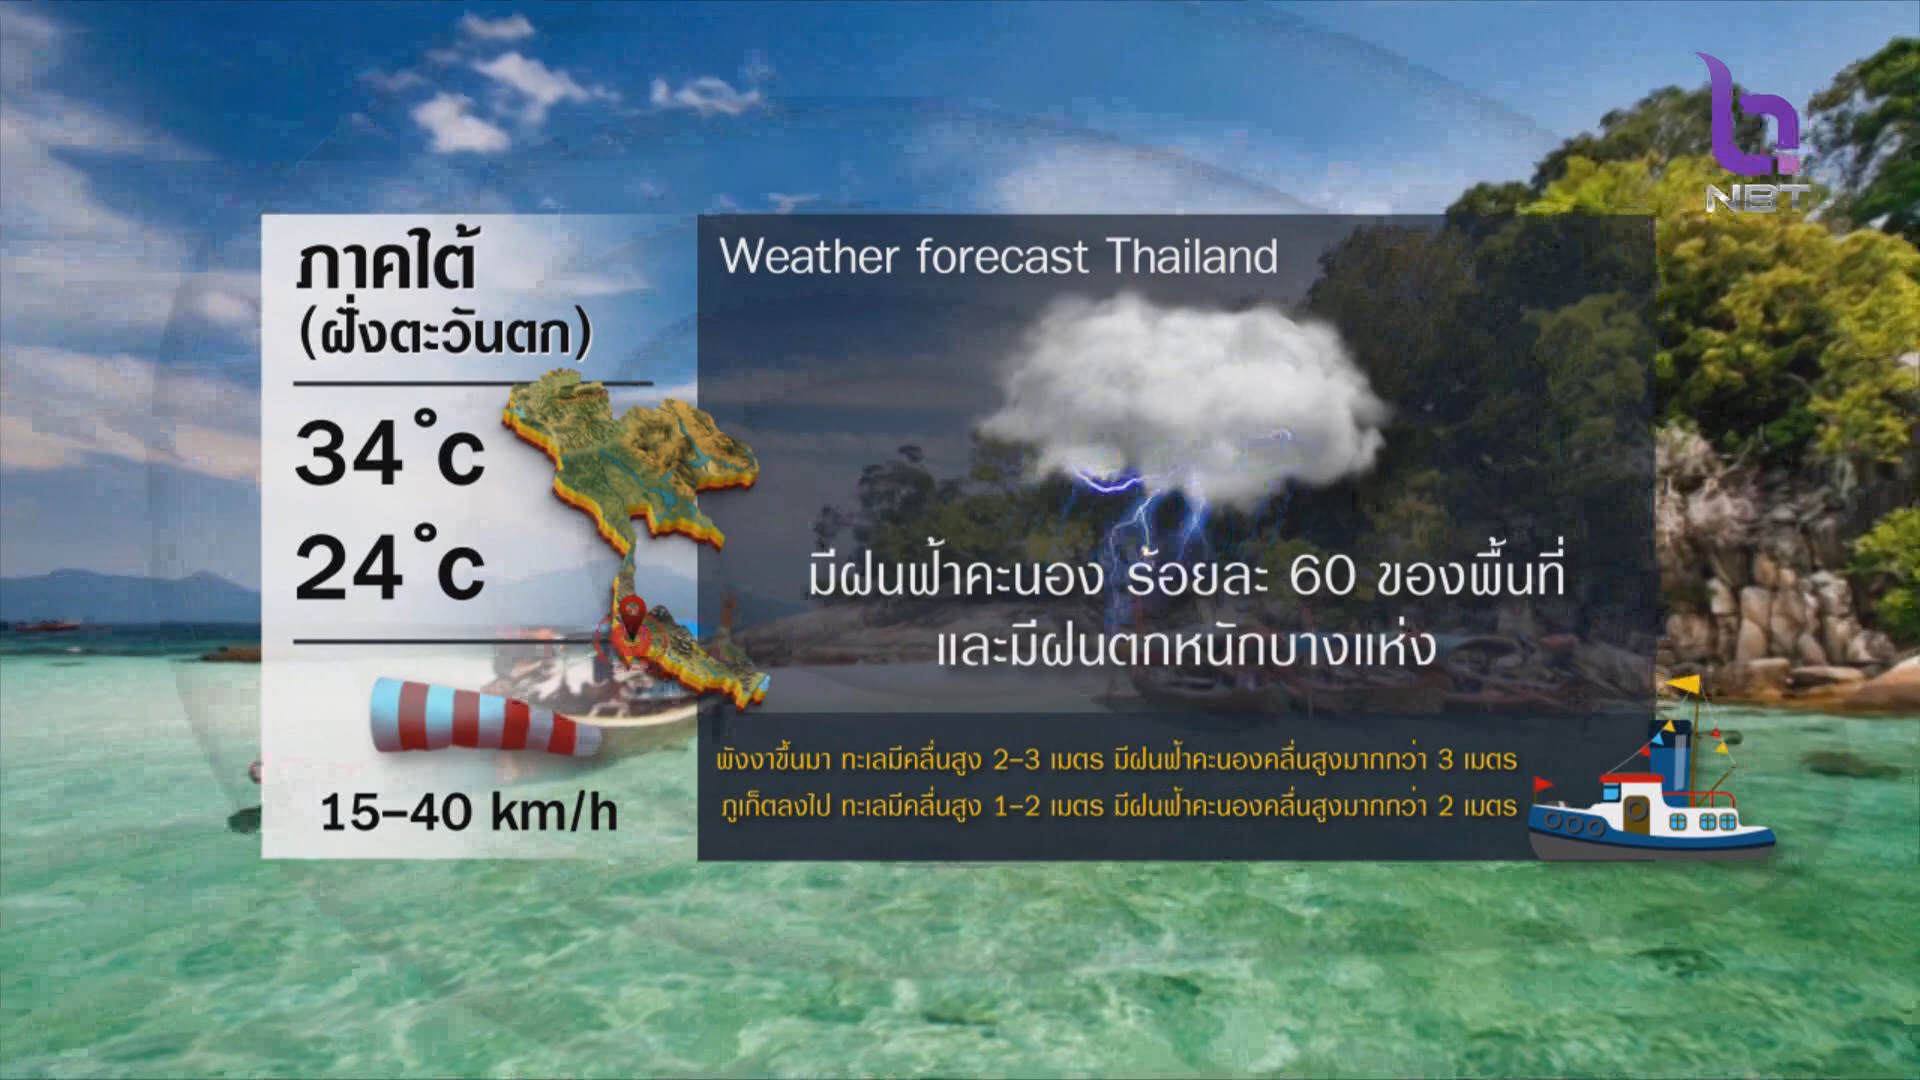 NBT
ภาคใต้
(ฝั่งตะวันตก)
34°c
24°c
15-40 km/h
Weather forecast Thailand
มีฝนฟ้าคะนอง ร้อยละ 60 ของพื้นที่
และมีฝนตกหนักบางแห่ง
พังงาขึ้นมา ทะเลมีคลื่นสูง 2-3 เมตร มีฝนฟ้าคะนองคลื่นสูงมากกว่า 3 เมตร
ภูเก็ตลงไป ทะเลมีคลื่นสูง 1-2 เมตร มีฝนฟ้าคะนองคลื่นสูงมากกว่า 2 เมตร